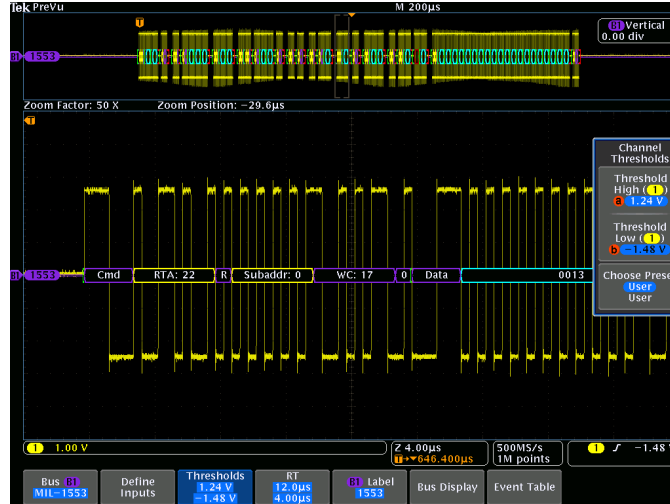 Tek PreVu
M 200µs
B1 Vertical
0.00 div
T
B1 1553
Zoom Factor: 50 X Zoom Position: −29.6µs
T
Channel
Thresholds
Threshold
High (1)
a 1.24 V
Threshold
Low (1)
b −1.48 V
Choose Prese
User
User
B1 1553
Cmd RTA: 22 R Subaddr: 0 WC: 17 0 Data 0013
1 1.00 V
Z 4.00µs
T→▼646.400µs
500MS/s
1M points
1 ∫ −1.48 V
Bus B1
MIL-1553
Define
Inputs
Thresholds
1.24 V
−1.48 V
RT
12.0µs
4.00µs
B1 Label
1553
Bus Display
Event Table